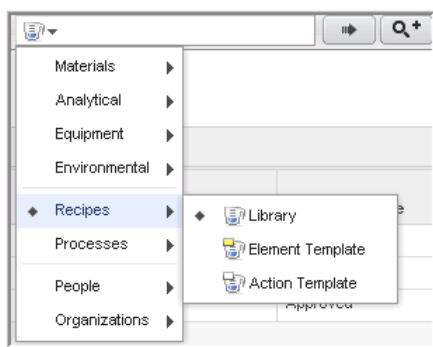 Materials
Analytical
Equipment
Environmental
Recipes
Library
Processes
Element Template
Action Template
People
Approved
Organizations